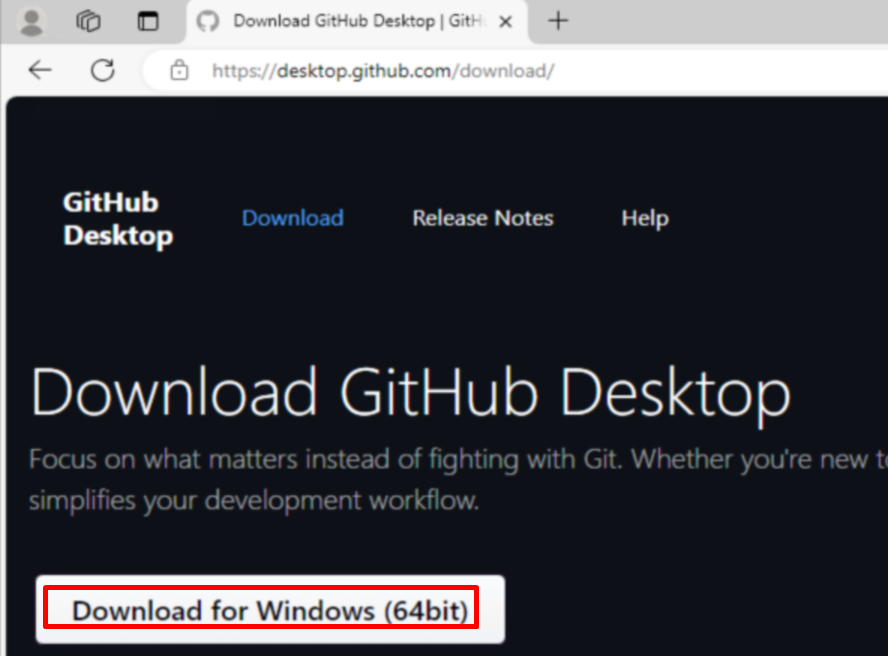 Download GitHub Desktop | GitH
https://desktop.github.com/download/
GitHub
Desktop
Download
Release Notes
Help
Download GitHub Desktop
Focus on what matters instead of fighting with Git. Whether you're new
simplifies your development workflow.
Download for Windows (64bit)